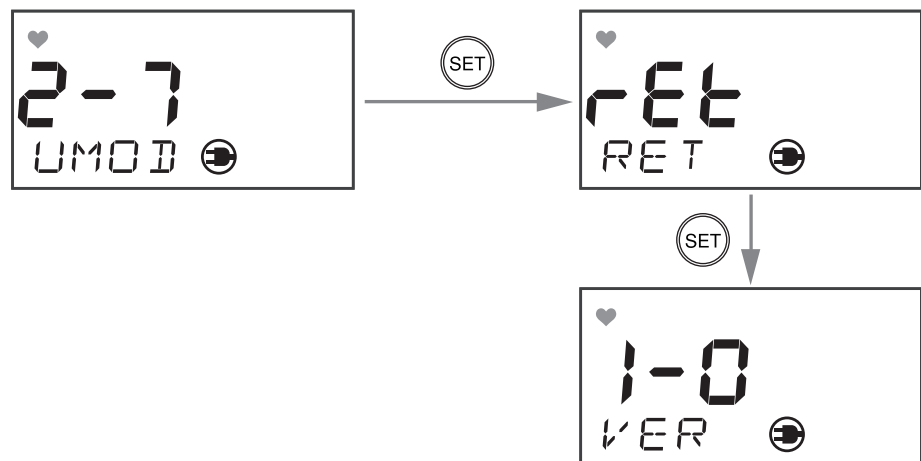 2-7
UMOD
SET
rEt
RET
SET
1-0
VER